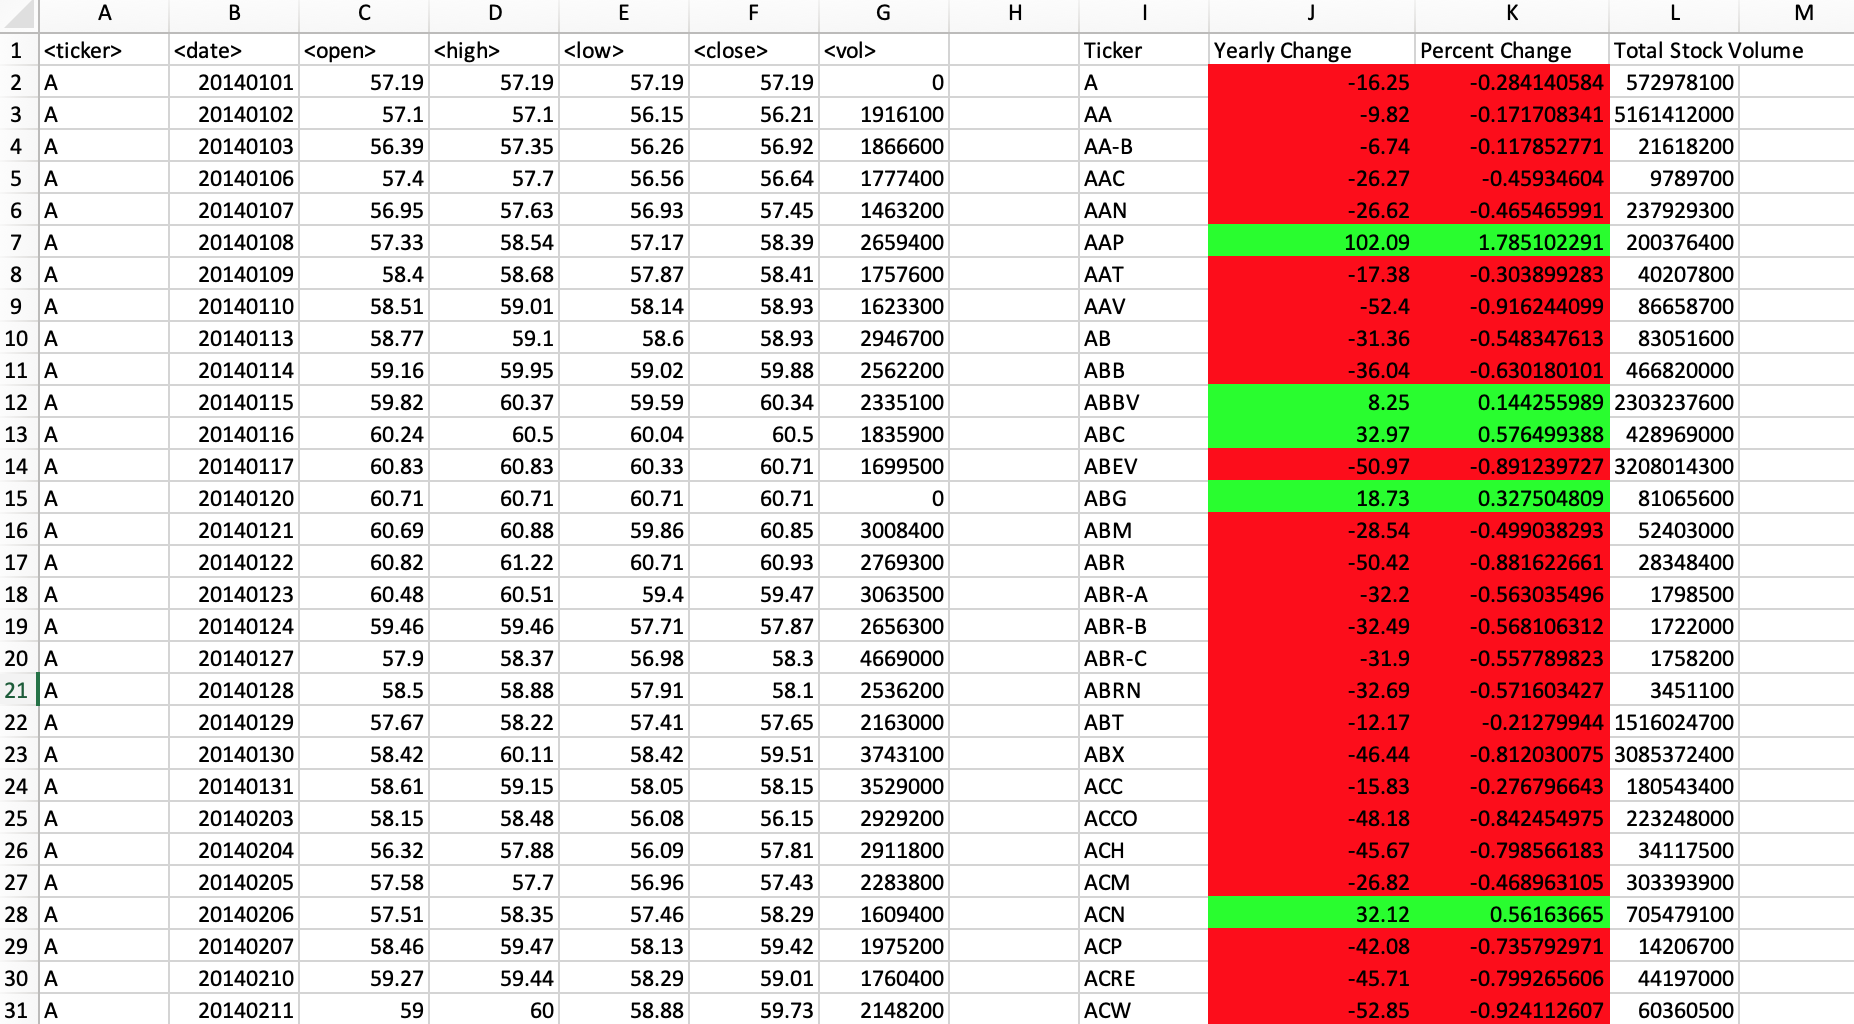 A B C D E F G H I J K L M
1 <ticker> <date> <open> <high> <low> <close> <vol> Ticker Yearly Change Percent Change Total Stock Volume
2 A 20140101 57.19 57.19 57.19 57.19 0 A -16.25 -0.284140584 572978100
3 A 20140102 57.1 57.1 56.15 56.21 1916100 AA -9.82 -0.171708341 5161412000
4 A 20140103 56.39 57.35 56.26 56.92 1866600 AA-B -6.74 -0.117852771 21618200
5 A 20140106 57.4 57.7 56.56 56.64 1777400 AAC -26.27 -0.45934604 9789700
6 A 20140107 56.95 57.63 56.93 57.45 1463200 AAN -26.62 -0.465465991 237929300
7 A 20140108 57.33 58.54 57.17 58.39 2659400 AAP 102.09 1.785102291 200376400
8 A 20140109 58.4 58.68 57.87 58.41 1757600 AAT -17.38 -0.303899283 40207800
9 A 20140110 58.51 59.01 58.14 58.93 1623300 AAV -52.4 -0.916244099 86658700
10 A 20140113 58.77 59.1 58.6 58.93 2946700 AB -31.36 -0.548347613 83051600
11 A 20140114 59.16 59.95 59.02 59.88 2562200 ABB -36.04 -0.630180101 466820000
12 A 20140115 59.82 60.37 59.59 60.34 2335100 ABBV 8.25 0.144255989 2303237600
13 A 20140116 60.24 60.5 60.04 60.5 1835900 ABC 32.97 0.576499388 428969000
14 A 20140117 60.83 60.83 60.33 60.71 1699500 ABEV -50.97 -0.891239727 3208014300
15 A 20140120 60.71 60.71 60.71 60.71 0 ABG 18.73 0.327504809 81065600
16 A 20140121 60.69 60.88 59.86 60.85 3008400 ABM -28.54 -0.499038293 52403000
17 A 20140122 60.82 61.22 60.71 60.93 2769300 ABR -50.42 -0.881622661 28348400
18 A 20140123 60.48 60.51 59.4 59.47 3063500 ABR-A -32.2 -0.563035496 1798500
19 A 20140124 59.46 59.46 57.71 57.87 2656300 ABR-B -32.49 -0.568106312 1722000
20 A 20140127 57.9 58.37 56.98 58.3 4669000 ABR-C -31.9 -0.557789823 1758200
21 A 20140128 58.5 58.88 57.91 58.1 2536200 ABRN -32.69 -0.571603427 3451100
22 A 20140129 57.67 58.22 57.41 57.65 2163000 ABT -12.17 -0.21279944 1516024700
23 A 20140130 58.42 60.11 58.42 59.51 3743100 ABX -46.44 -0.812030075 3085372400
24 A 20140131 58.61 59.15 58.05 58.15 3529000 ACC -15.83 -0.276796643 180543400
25 A 20140203 58.15 58.48 56.08 56.15 2929200 ACCO -48.18 -0.842454975 223248000
26 A 20140204 56.32 57.88 56.09 57.81 2911800 ACH -45.67 -0.798566183 34117500
27 A 20140205 57.58 57.7 56.96 57.43 2283800 ACM -26.82 -0.468963105 303393900
28 A 20140206 57.51 58.35 57.46 58.29 1609400 ACN 32.12 0.56163665 705479100
29 A 20140207 58.46 59.47 58.13 59.42 1975200 ACP -42.08 -0.735792971 14206700
30 A 20140210 59.27 59.44 58.29 59.01 1760400 ACRE -45.71 -0.799265606 44197000
31 A 20140211 59 60 58.88 59.73 2148200 ACW -52.85 -0.924112607 60360500